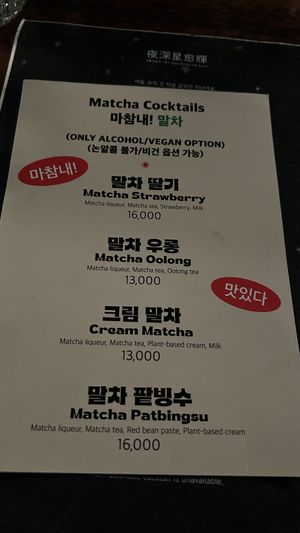 夜深星愈輝
Matcha Cocktails
마참내! 말차
(ONLY ALCOHOL/VEGAN OPTION)
(논알콜 불가/비건 옵션 가능)
마참내!
말차 딸기
Matcha Strawberry
Matcha liqueur, Matcha tea, Strawberry, Milk
16,000
말차 우롱
Matcha Oolong
Matcha liqueur, Matcha tea, Oolong tea
13,000
맛있다
크림 말차
Cream Matcha
Matcha liqueur, Matcha tea, Plant-based cream, Milk
13,000
말차 팥빙수
Matcha Patbingsu
Matcha liqueur, Matcha tea, Red bean paste, Plant-based cream
16,000
cocktail is unavailable.